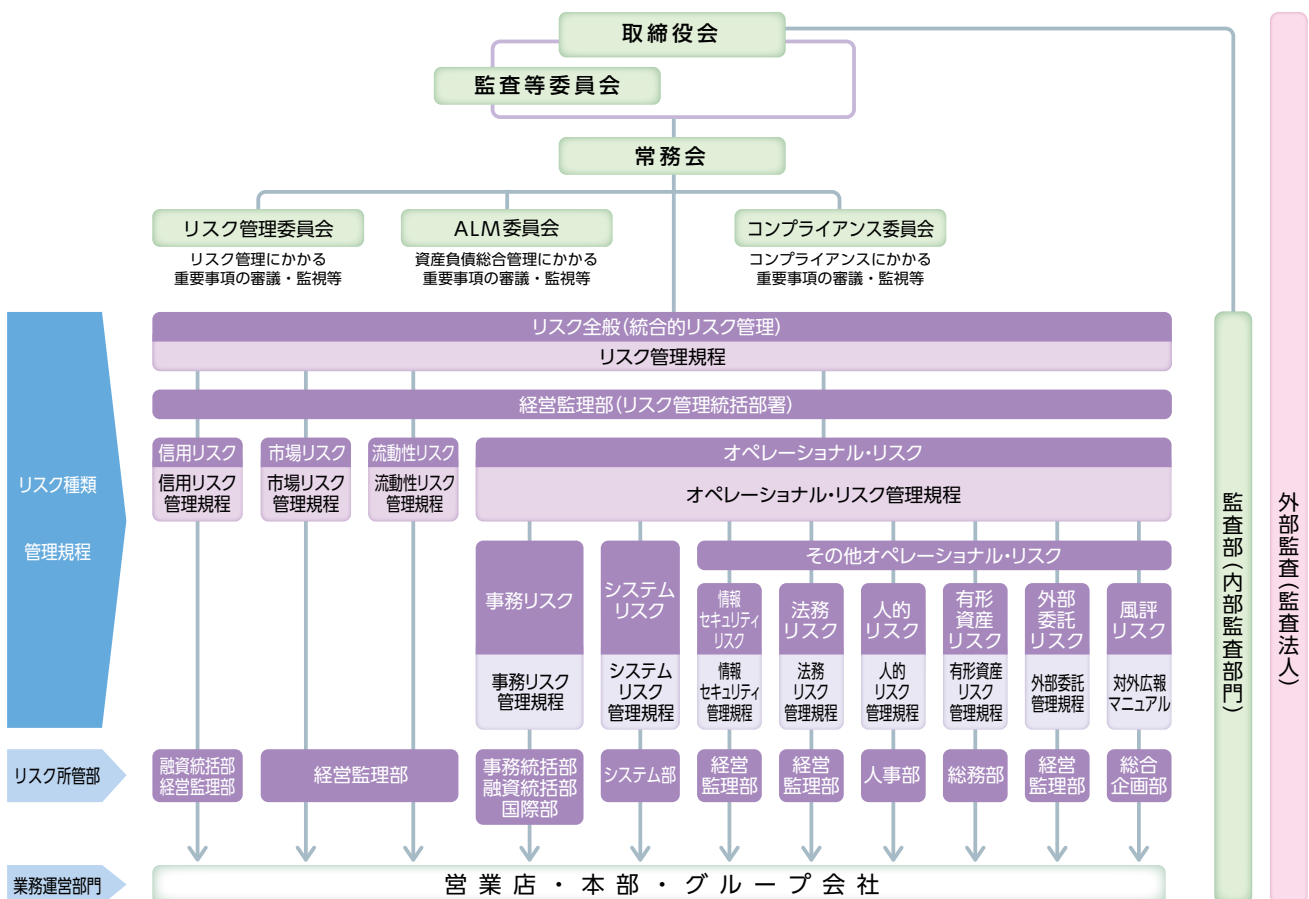 取締役会
監査等委員会
常務会
リスク管理委員会
リスク管理にかかる
重要事項の審議・監視等
ALM委員会
資産負債総合管理にかかる
重要事項の審議・監視等
コンプライアンス委員会
コンプライアンスにかかる
重要事項の審議・監視等
リスク種類
管理規程
リスク全般(統合的リスク管理)
リスク管理規程
経営監理部(リスク管理統括部署)
信用リスク
信用リスク
管理規程
市場リスク
市場リスク
管理規程
流動性リスク
流動性リスク
管理規程
オペレーショナル・リスク
オペレーショナル・リスク管理規程
事務リスク
事務リスク
管理規程
システム
リスク
システム
リスク
管理規程
その他オペレーショナル・リスク
情報
セキュリティ
リスク
情報
セキュリティ
管理規程
法務
リスク
法務
リスク
管理規程
人的
リスク
人的
リスク
管理規程
有形
資産
リスク
有形資産
リスク
管理規程
外部
委託
リスク
外部委託
管理規程
風評
リスク
対外広報
マニュアル
リスク所管部
融資統括部
経営監理部
経営監理部
事務統括部
融資統括部
国際部
システム部
経営
監理部
経営
監理部
人事部
総務部
経営
監理部
総合
企画部
業務運営部門
営業店・本部・グループ会社
監査部(内部監査部門)
外部監査(監査法人)